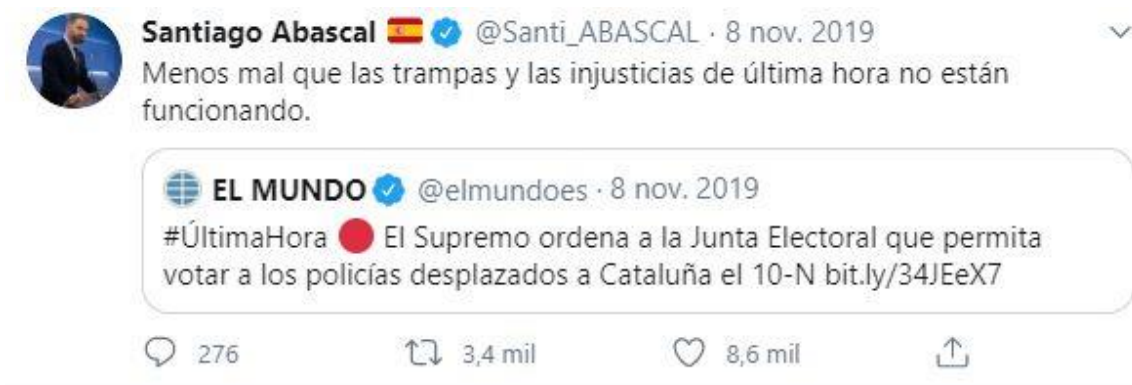 Santiago Abascal 🇪🇸 @Santi_ABASCAL · 8 nov. 2019
Menos mal que las trampas y las injusticias de última hora no están
funcionando.
EL MUNDO @elmundoes · 8 nov. 2019
#ÚltimaHora 🔴 El Supremo ordena a la Junta Electoral que permita
votar a los policías desplazados a Cataluña el 10-N bit.ly/34JEeX7
276 3,4 mil 8,6 mil